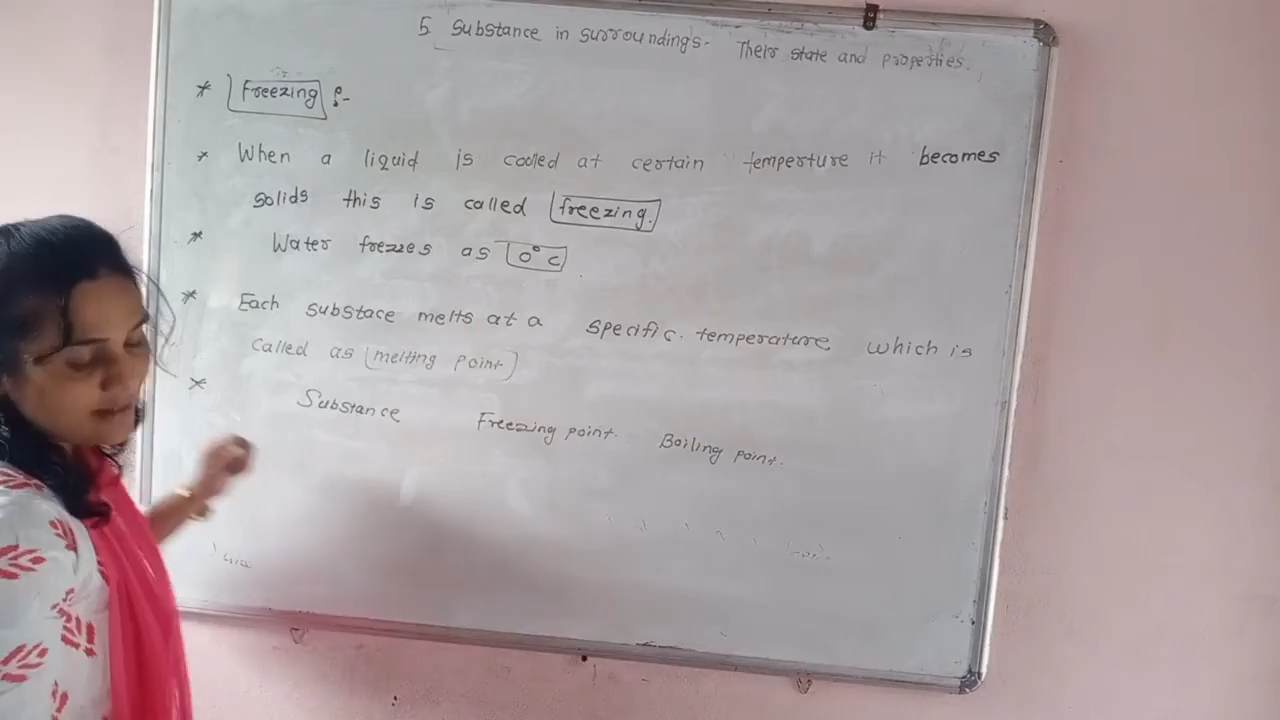 5. Substance in surroundings- Their state and properties.
* Freezing :-
* When a liquid is cooled at certain temperture it becomes
solids this is called freezing.
* Water frezzes as 0°C
* Each substace melts at a specific. temperature which is
called as melting point
* Substance Freezing point. Boiling point.